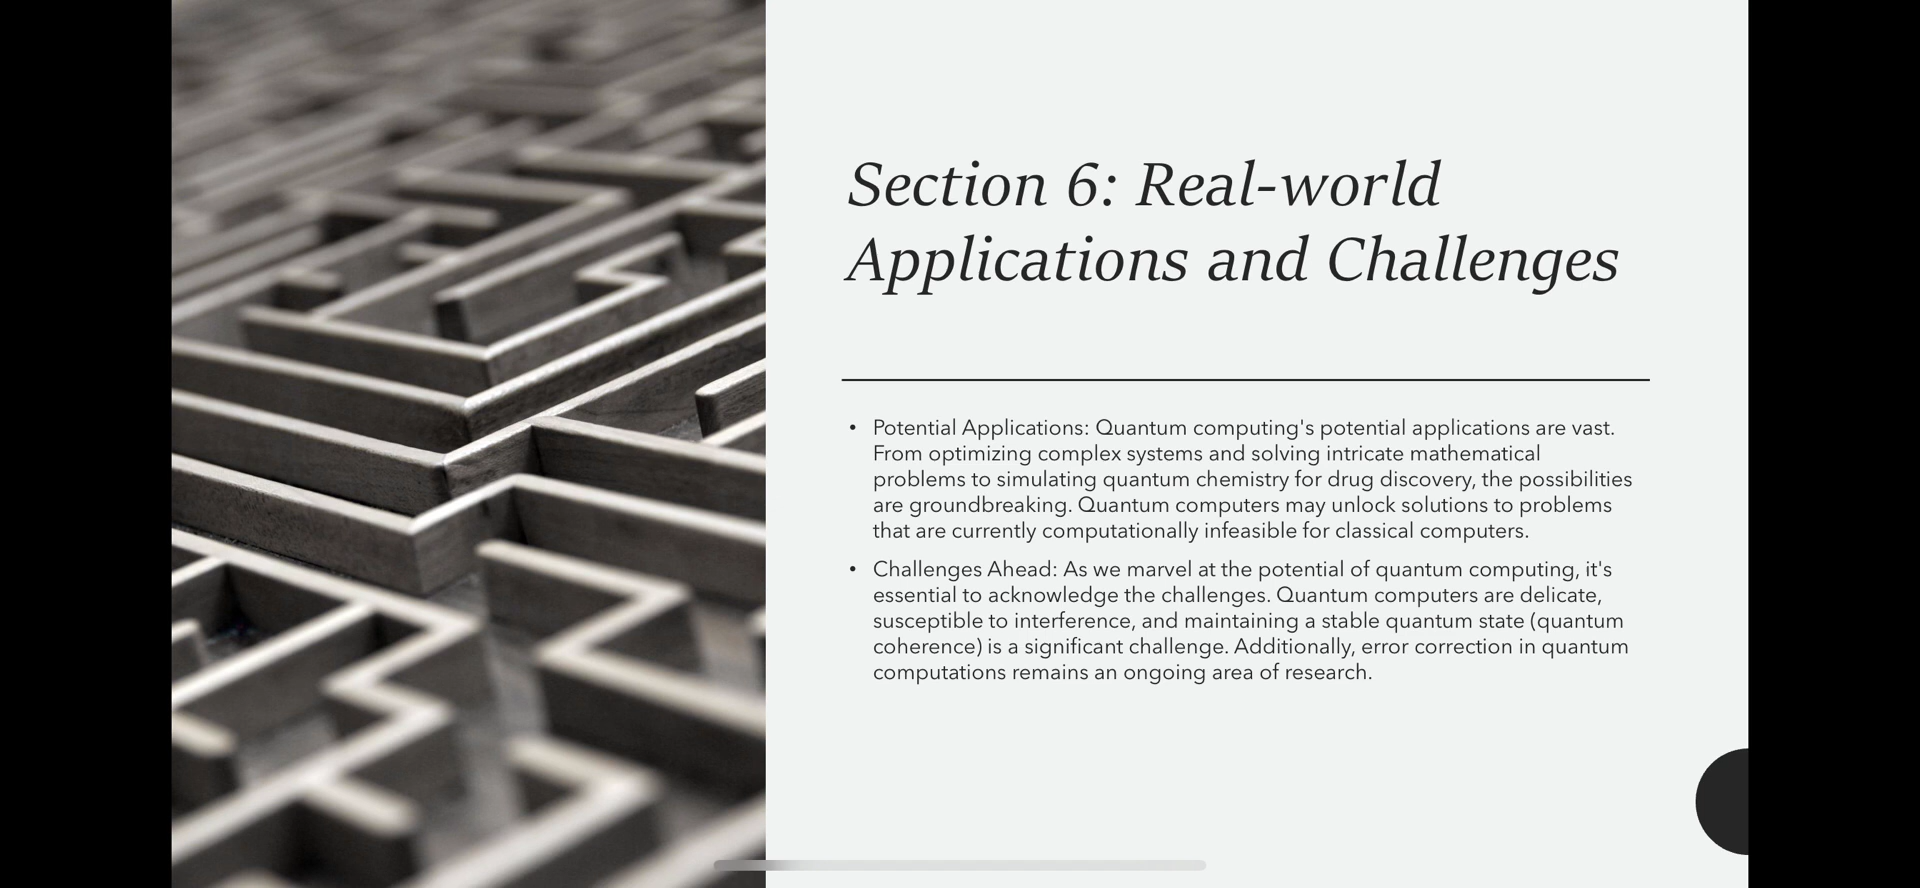 Section 6: Real-world
Applications and Challenges
• Potential Applications: Quantum computing's potential applications are vast.
From optimizing complex systems and solving intricate mathematical
problems to simulating quantum chemistry for drug discovery, the possibilities
are groundbreaking. Quantum computers may unlock solutions to problems
that are currently computationally infeasible for classical computers.
• Challenges Ahead: As we marvel at the potential of quantum computing, it's
essential to acknowledge the challenges. Quantum computers are delicate,
susceptible to interference, and maintaining a stable quantum state (quantum
coherence) is a significant challenge. Additionally, error correction in quantum
computations remains an ongoing area of research.